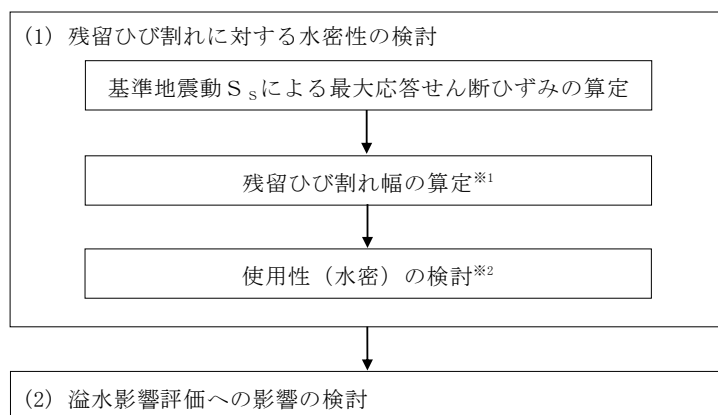 (1) 残留ひび割れに対する水密性の検討
基準地震動Ｓsによる最大応答せん断ひずみの算定
残留ひび割れ幅の算定※1
使用性（水密）の検討※2
(2) 溢水影響評価への影響の検討